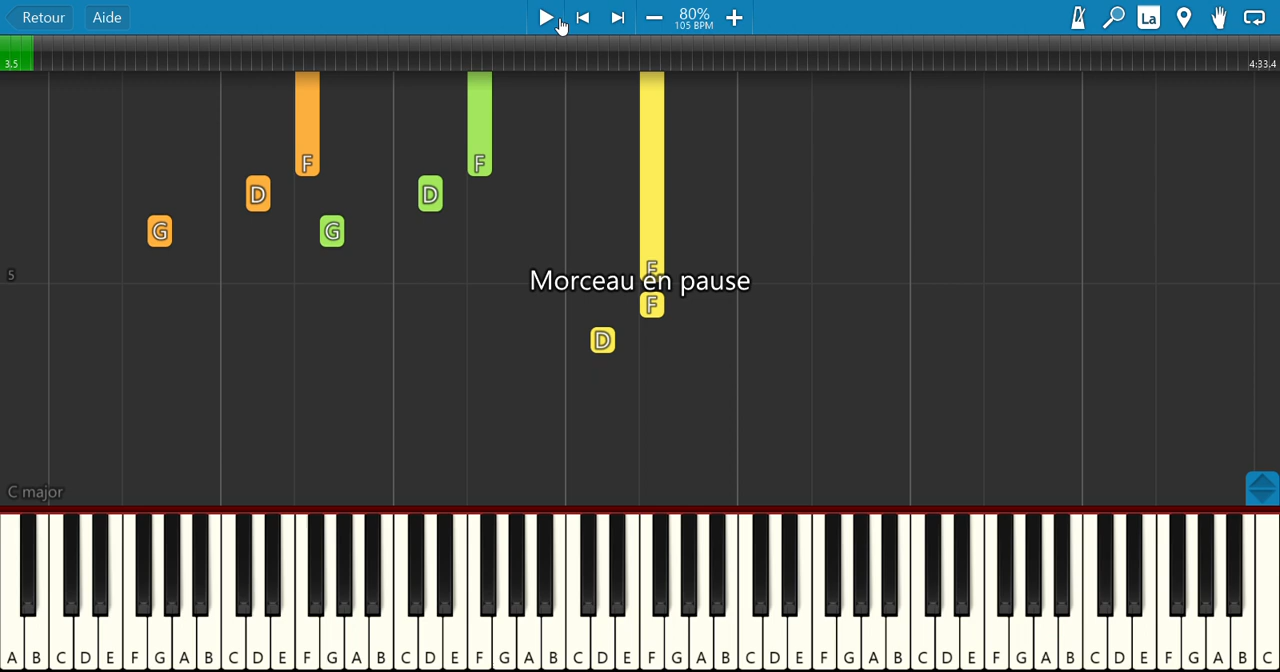 Retour Aide 80% La
105 BPM
3,5 4:33,4
F F
D D
G G
5 F
Morceau en pause
F
D
C major
A B C D E F G A B C D E F G A B C D E F G A B C D E F G A B C D E F G A B C D E F G A B C D E F G A B C